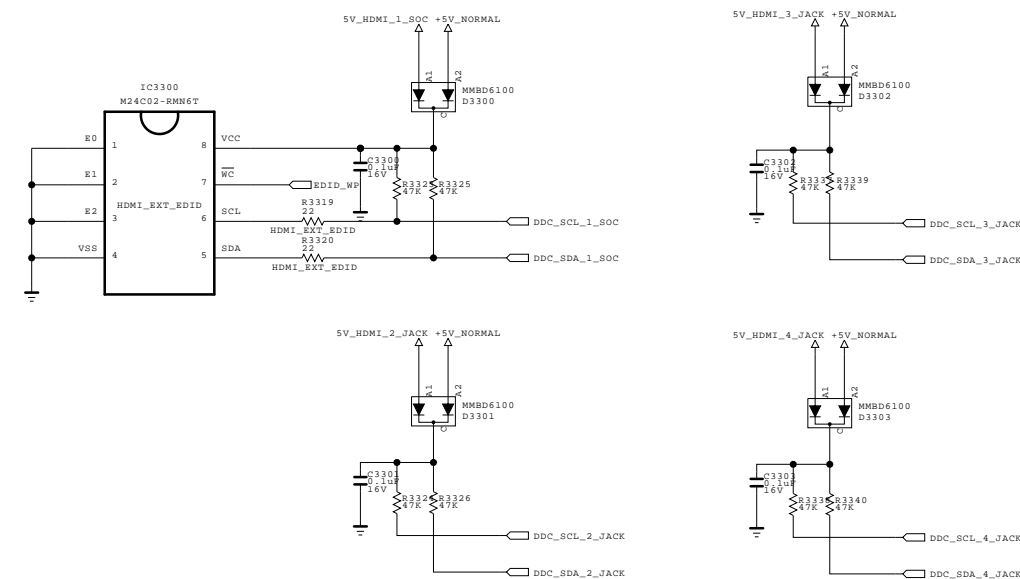 5V_HDMI_1_SOC +5V_NORMAL
A1
A2
MMBD6100
D3300
C
IC3300
M24C02-RMN6T
E0
1
8
VCC
E1
2
7
WC
HDMI_EXT_EDID
E2
3
6
SCL
VSS
4
5
SDA
C3300
0.1uF
16V
R3325
47K
47K
EDID_WP
R3319
22
HDMI_EXT_EDID
R3320
22
HDMI_EXT_EDID
DDC_SCL_1_SOC
DDC_SDA_1_SOC
5V_HDMI_3_JACK +5V_NORMAL
A1
A2
MMBD6100
D3302
C
C3302
0.1uF
16V
R3339
47K
47K
DDC_SCL_3_JACK
DDC_SDA_3_JACK
5V_HDMI_2_JACK +5V_NORMAL
A1
A2
MMBD6100
D3301
C
C3301
0.1uF
16V
R3326
47K
47K
DDC_SCL_2_JACK
DDC_SDA_2_JACK
5V_HDMI_4_JACK +5V_NORMAL
A1
A2
MMBD6100
D3303
C
C3303
0.1uF
16V
R3340
47K
47K
DDC_SCL_4_JACK
DDC_SDA_4_JACK